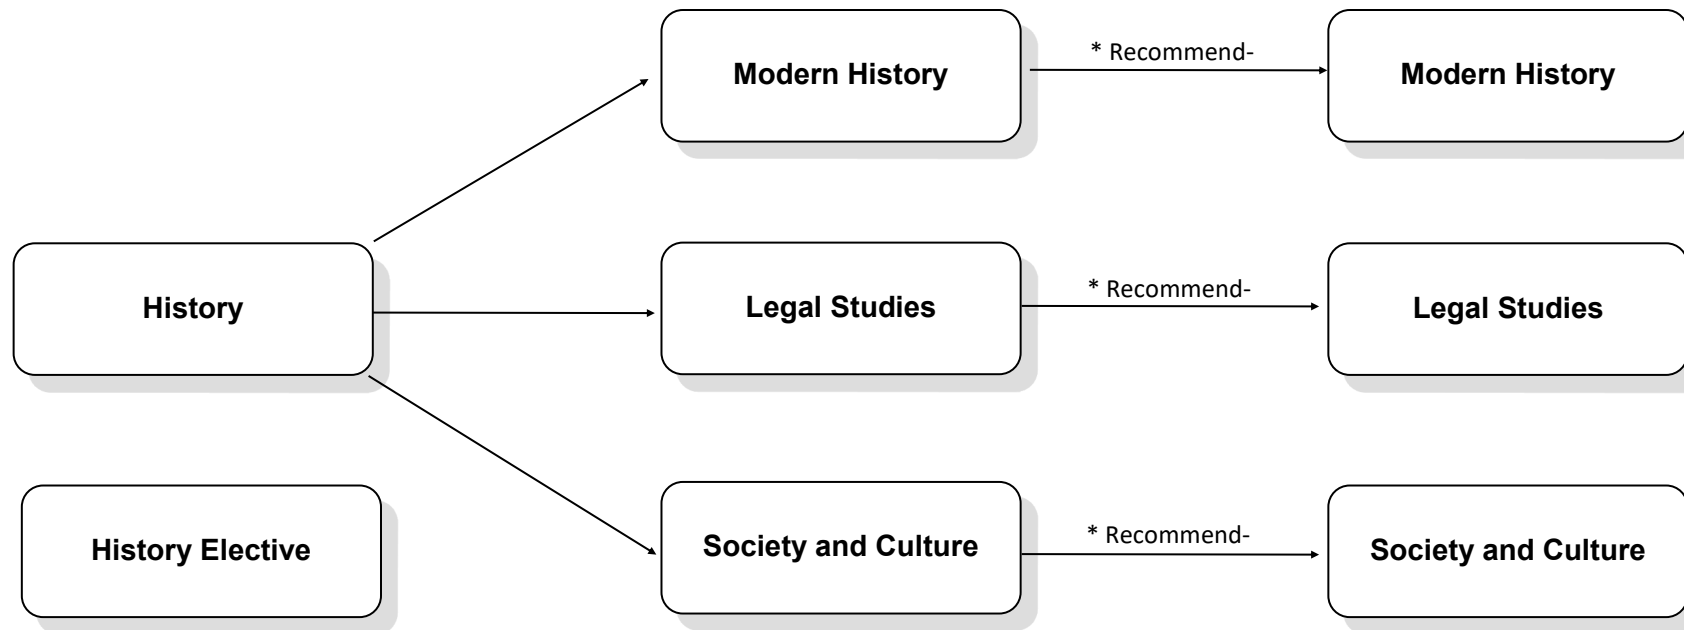 Modern History
* Recommend-
Modern History
History
Legal Studies
* Recommend-
Legal Studies
History Elective
Society and Culture
* Recommend-
Society and Culture